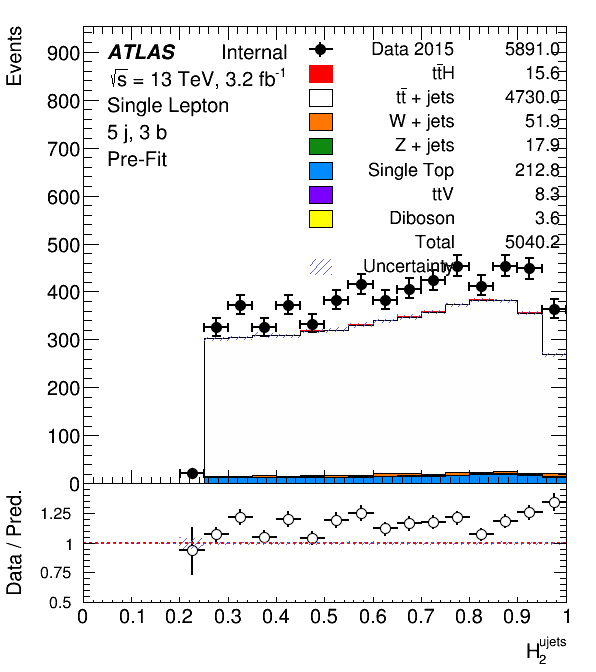 Events
900
800
700
600
500
400
300
200
100
0
ATLAS Internal
√s = 13 TeV, 3.2 fb⁻¹
Single Lepton
5 j, 3 b
Pre-Fit
Data 2015 5891.0
tt̄H 15.6
tt̄ + jets 4730.0
W + jets 51.9
Z + jets 17.9
Single Top 212.8
ttV 8.3
Diboson 3.6
Total 5040.2
Uncertainty
Data / Pred.
1.25
1
0.75
0.5
0 0.1 0.2 0.3 0.4 0.5 0.6 0.7 0.8 0.9 1
H₂ᵘʲᵉᵗˢ